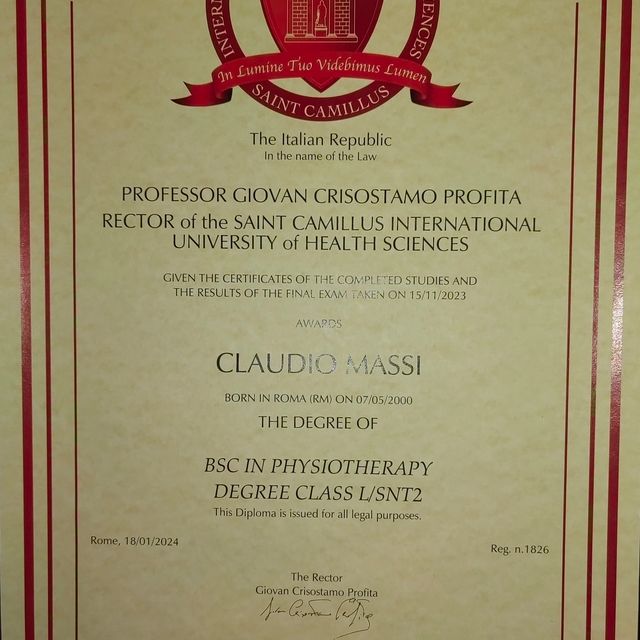 INTERN
ENCES
In Lumine Tuo Videbimus Lumen
SAINT CAMILLUS
The Italian Republic
In the name of the Law
PROFESSOR GIOVAN CRISOSTAMO PROFITA
RECTOR of the SAINT CAMILLUS INTERNATIONAL
UNIVERSITY of HEALTH SCIENCES
GIVEN THE CERTIFICATES OF THE COMPLETED STUDIES AND
THE RESULTS OF THE FINAL EXAM TAKEN ON 15/11/2023
AWARDS
CLAUDIO MASSI
BORN IN ROMA (RM) ON 07/05/2000
THE DEGREE OF
BSC IN PHYSIOTHERAPY
DEGREE CLASS L/SNT2
This Diploma is issued for all legal purposes.
Rome, 18/01/2024
Reg. n.1826
The Rector
Giovan Crisostamo Profita